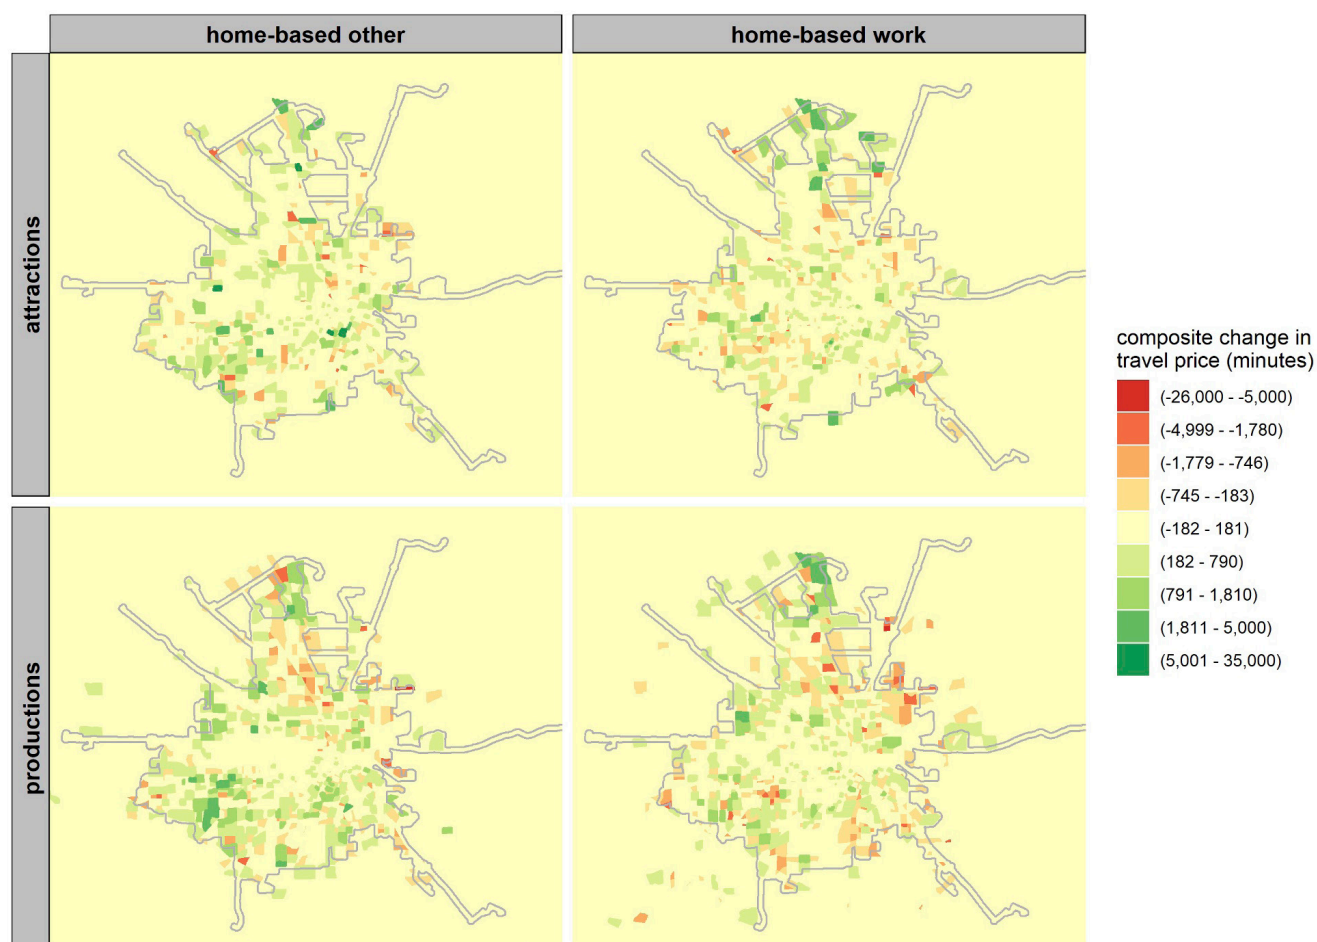 home-based other
home-based work
attractions
productions
composite change in
travel price (minutes)
(-26,000 - -5,000)
(-4,999 - -1,780)
(-1,779 - -746)
(-745 - -183)
(-182 - 181)
(182 - 790)
(791 - 1,810)
(1,811 - 5,000)
(5,001 - 35,000)